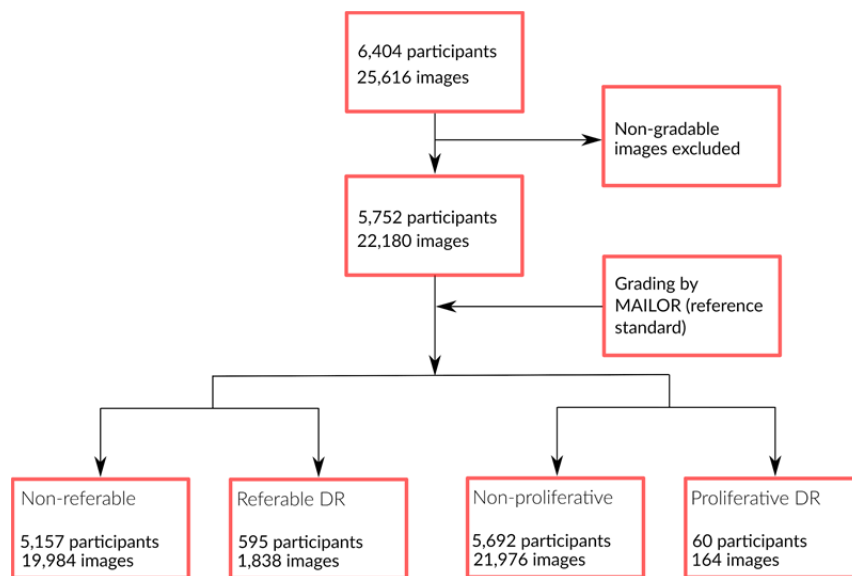 6,404 participants
25,616 images
Non-gradable
images excluded
5,752 participants
22,180 images
Grading by
MAILOR (reference
standard)
Non-referable
5,157 participants
19,984 images
Referable DR
595 participants
1,838 images
Non-proliferative
5,692 participants
21,976 images
Proliferative DR
60 participants
164 images